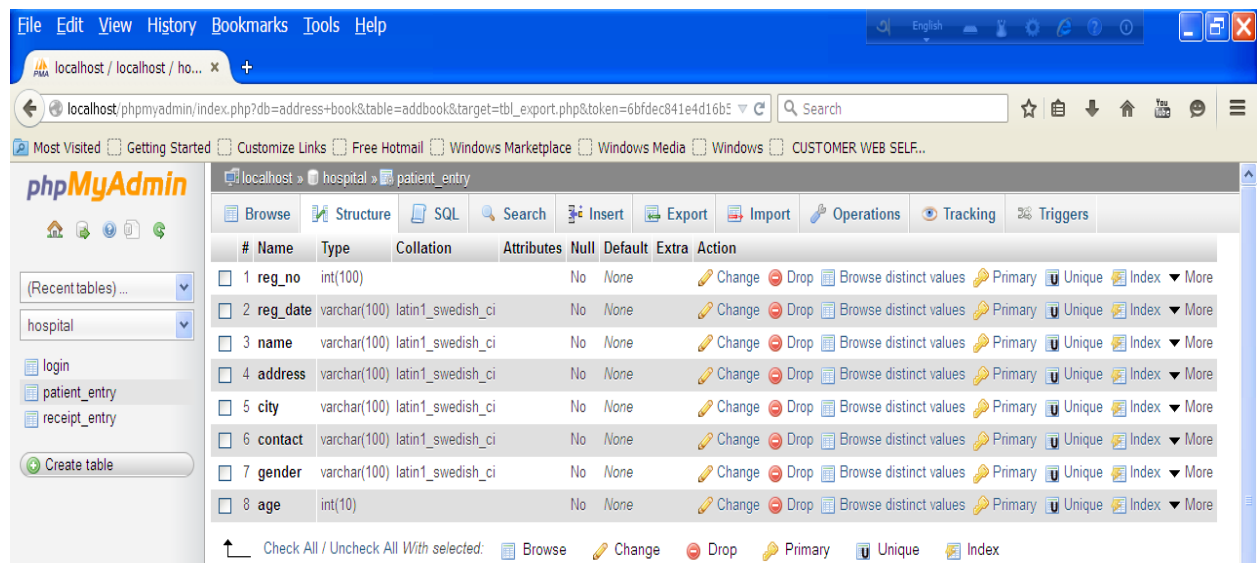 File Edit View History Bookmarks Tools Help
English
PMA localhost / localhost / ho... × +
localhost/phpmyadmin/index.php?db=address+book&table=addbook&target=tbl_export.php&token=6bfdec841e4d16b5 Search
You Tube
Most Visited Getting Started Customize Links Free Hotmail Windows Marketplace Windows Media Windows CUSTOMER WEB SELF...
phpMyAdmin
(Recent tables) ...
hospital
login
patient_entry
receipt_entry
Create table
localhost » hospital » patient_entry
Browse Structure SQL Search Insert Export Import Operations Tracking Triggers
# Name Type Collation Attributes Null Default Extra Action
1 reg_no int(100) No None Change Drop Browse distinct values Primary U Unique Index More
2 reg_date varchar(100) latin1_swedish_ci No None Change Drop Browse distinct values Primary U Unique Index More
3 name varchar(100) latin1_swedish_ci No None Change Drop Browse distinct values Primary U Unique Index More
4 address varchar(100) latin1_swedish_ci No None Change Drop Browse distinct values Primary U Unique Index More
5 city varchar(100) latin1_swedish_ci No None Change Drop Browse distinct values Primary U Unique Index More
6 contact varchar(100) latin1_swedish_ci No None Change Drop Browse distinct values Primary U Unique Index More
7 gender varchar(100) latin1_swedish_ci No None Change Drop Browse distinct values Primary U Unique Index More
8 age int(10) No None Change Drop Browse distinct values Primary U Unique Index More
Check All / Uncheck All With selected: Browse Change Drop Primary U Unique Index